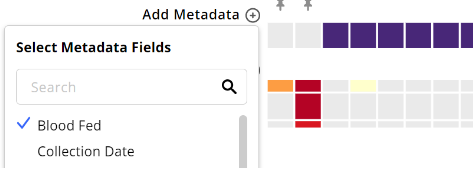 Add Metadata
Select Metadata Fields
Search
Blood Fed
Collection Date